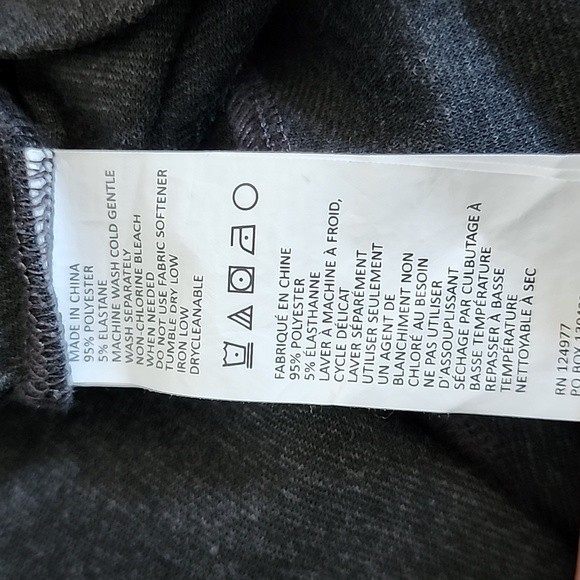 MADE IN CHINA
95% POLYESTER
5% ELASTANE
MACHINE WASH COLD GENTLE
WASH SEPARATELY
NON-CHLORINE BLEACH
WHEN NEEDED
DO NOT USE FABRIC SOFTENER
TUMBLE DRY LOW
IRON LOW
DRYCLEANABLE
FABRIQUÉ EN CHINE
95% POLYESTER
5% ÉLASTHANNE
LAVER À MACHINE À FROID,
CYCLE DÉLICAT
LAVER SÉPARÉMENT
UTILISER SEULEMENT
UN AGENT DE
BLANCHIMENT NON
CHLORÉ AU BESOIN
NE PAS UTILISER
D'ASSOUPLISSANT
SÉCHAGE PAR CULBUTAGE À
BASSE TEMPÉRATURE
REPASSER À BASSE
TEMPÉRATURE
NETTOYABLE À SEC
RN 124977
PO BOX